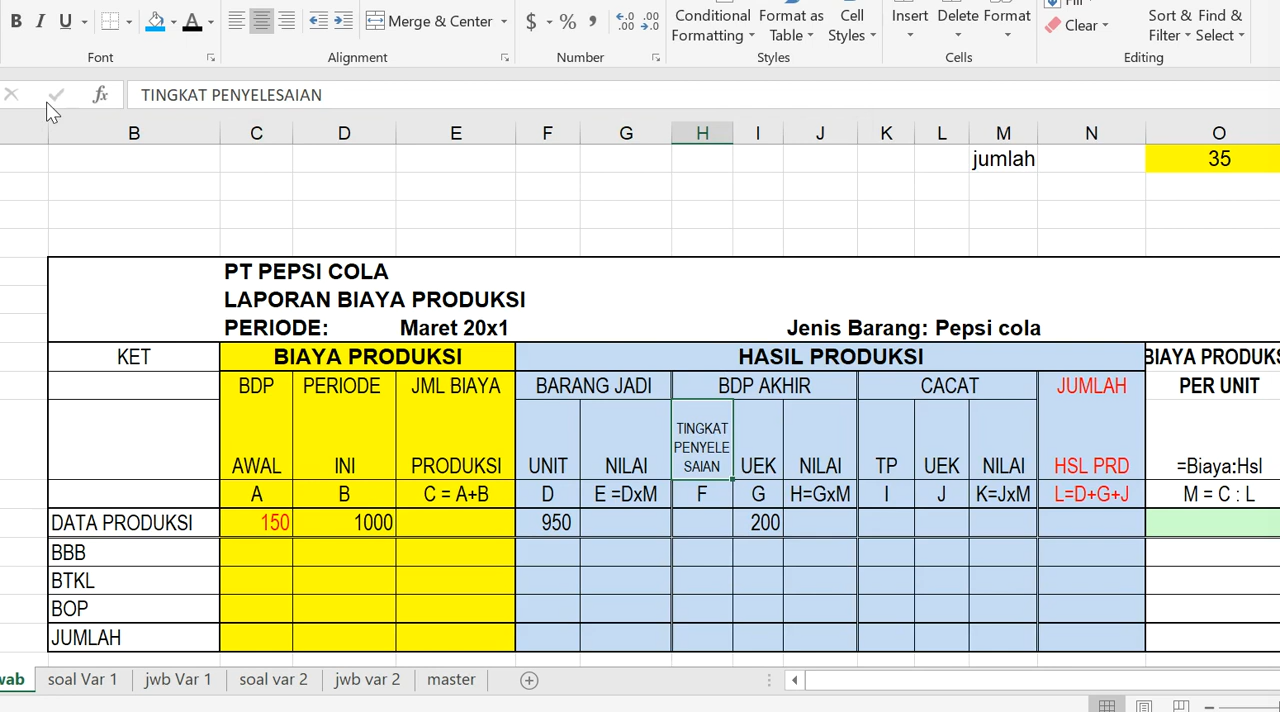 B I U A Merge & Center $ % , Conditional Format as Cell Insert Delete Format Clear Sort & Find &
Formatting Table Styles Filter Select
Font Alignment Number Styles Cells Editing
fx TINGKAT PENYELESAIAN
B C D E F G H I J K L M N O
jumlah 35
PT PEPSI COLA
LAPORAN BIAYA PRODUKSI
PERIODE: Maret 20x1 Jenis Barang: Pepsi cola
KET BIAYA PRODUKSI HASIL PRODUKSI BIAYA PRODUKS
BDP PERIODE JML BIAYA BARANG JADI BDP AKHIR CACAT JUMLAH PER UNIT
TINGKAT
PENYELE
AWAL INI PRODUKSI UNIT NILAI SAIAN UEK NILAI TP UEK NILAI HSL PRD =Biaya:Hsl
A B C = A+B D E =DxM F G H=GxM I J K=JxM L=D+G+J M = C : L
DATA PRODUKSI 150 1000 950 200
BBB
BTKL
BOP
JUMLAH
wab soal Var 1 jwb Var 1 soal var 2 jwb var 2 master